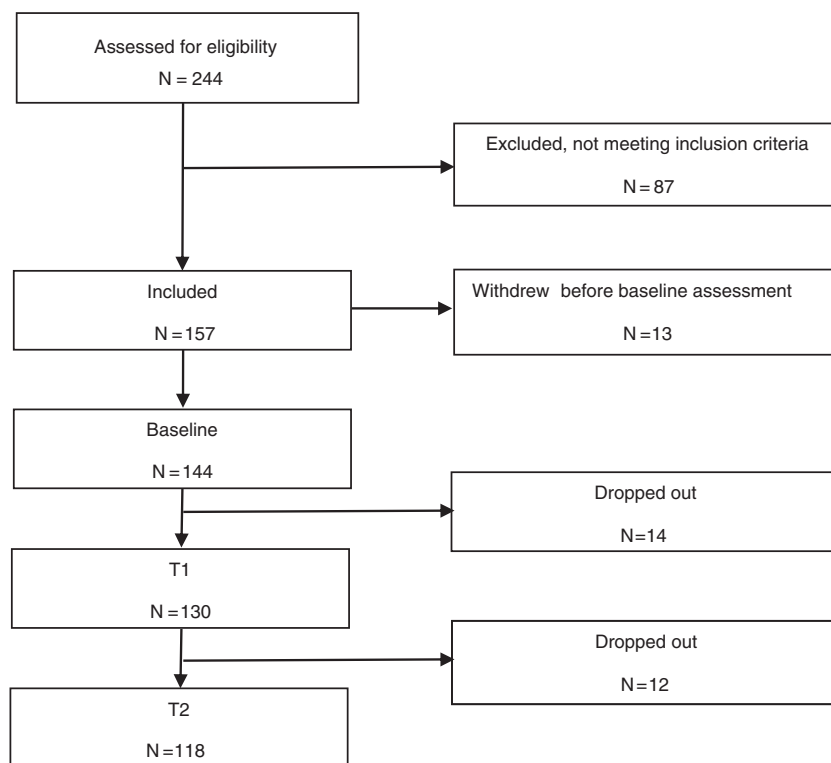 Assessed for eligibility
N = 244
Excluded, not meeting inclusion criteria
N = 87
Included
N = 157
Withdrew before baseline assessment
N = 13
Baseline
N = 144
Dropped out
N=14
T1
N = 130
Dropped out
N=12
T2
N=118